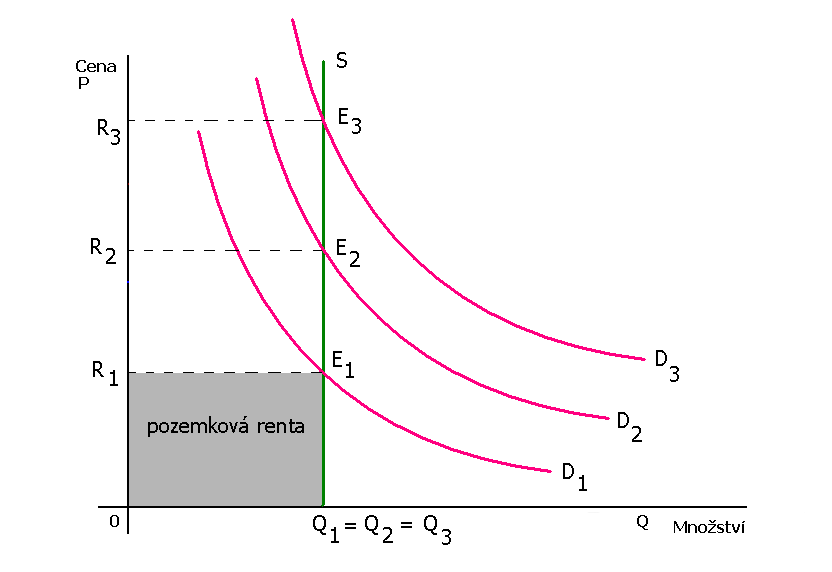 S
Cena
P
E3
R3
R2
E2
E1
R1
D3
pozemková renta
D2
D1
0
Q1 = Q2 = Q3
Q
Množství